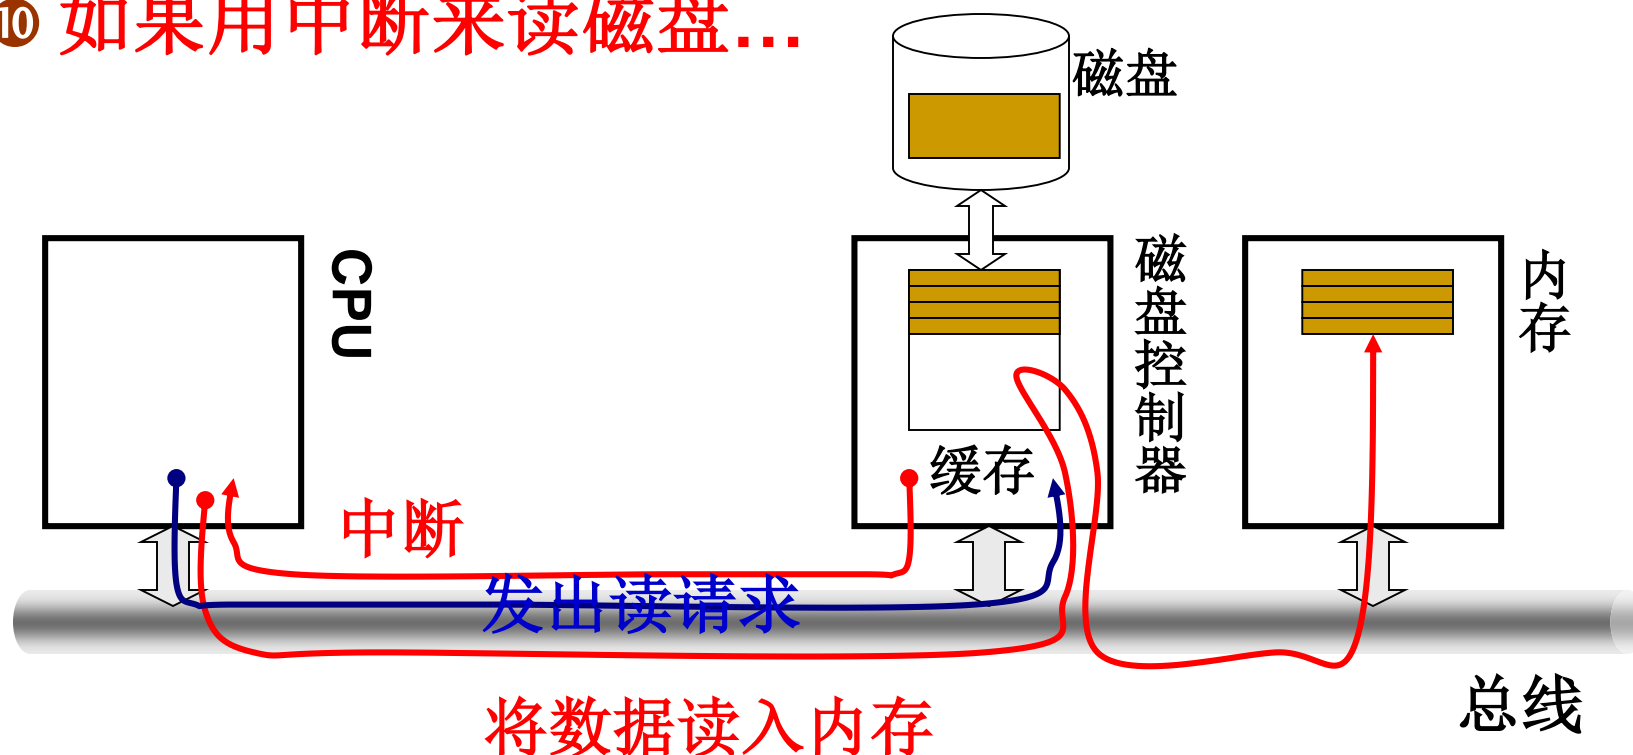 ⑩ 如果用中断来读磁盘…
磁盘
CPU
磁盘控制器
内存
缓存
中断
发出读请求
总线
将数据读入内存